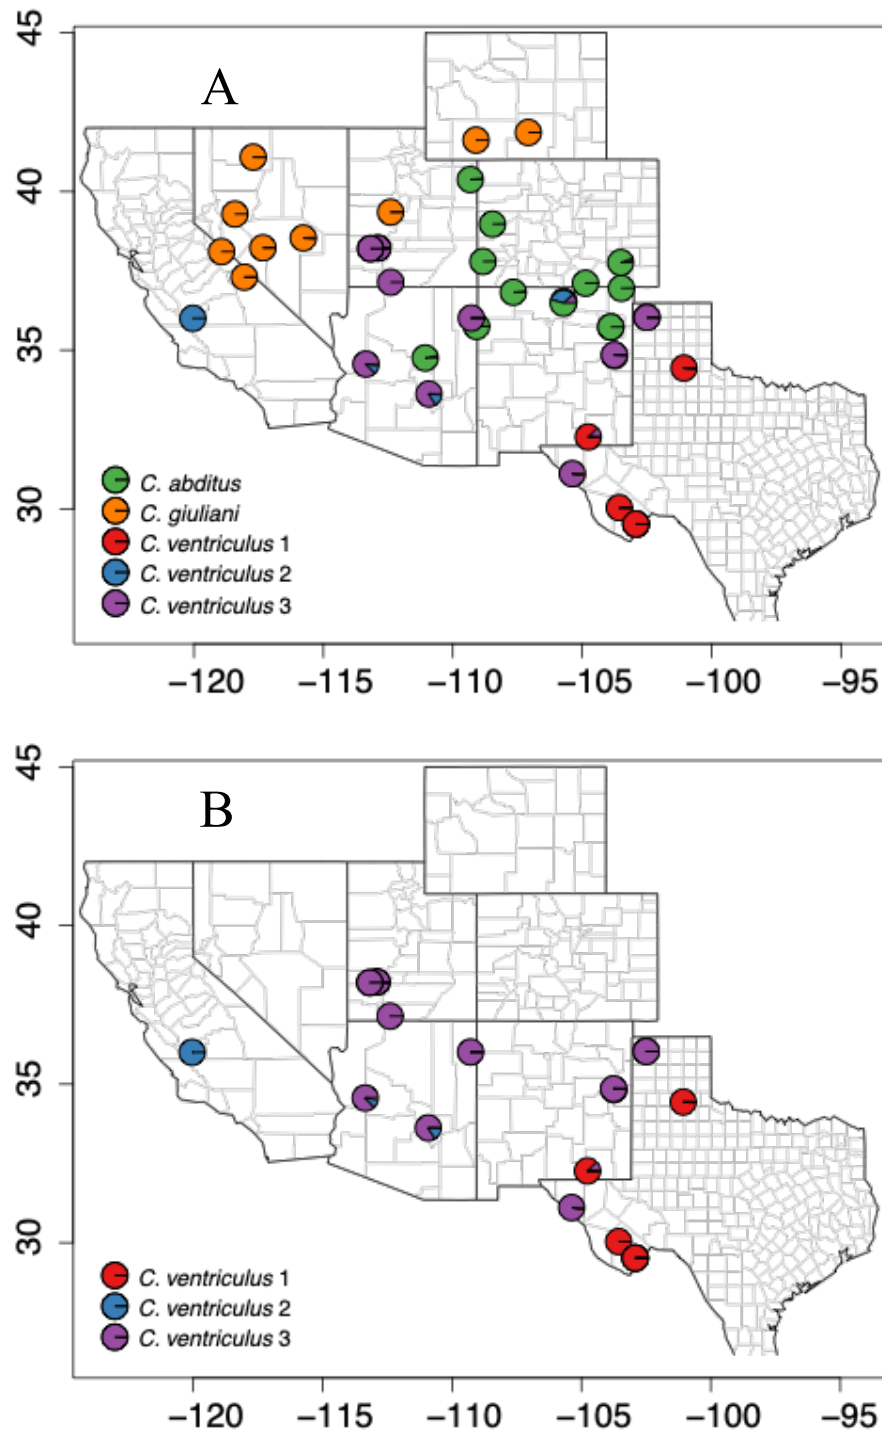 A
45
40
35
30
C. abditus
C. giuliani
C. ventriculus 1
C. ventriculus 2
C. ventriculus 3
−120 −115 −110 −105 −100 −95
B
45
40
35
30
C. ventriculus 1
C. ventriculus 2
C. ventriculus 3
−120 −115 −110 −105 −100 −95